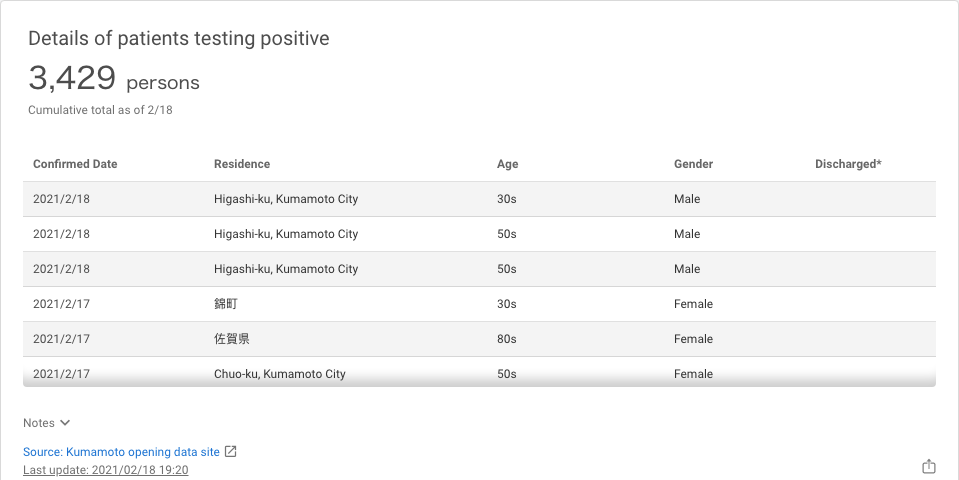 Details of patients testing positive
3,429 persons
Cumulative total as of 2/18
Confirmed Date Residence Age Gender Discharged*
2021/2/18 Higashi-ku, Kumamoto City 30s Male
2021/2/18 Higashi-ku, Kumamoto City 50s Male
2021/2/18 Higashi-ku, Kumamoto City 50s Male
2021/2/17 錦町 30s Female
2021/2/17 佐賀県 80s Female
2021/2/17 Chuo-ku, Kumamoto City 50s Female
Notes
Source: Kumamoto opening data site
Last update: 2021/02/18 19:20